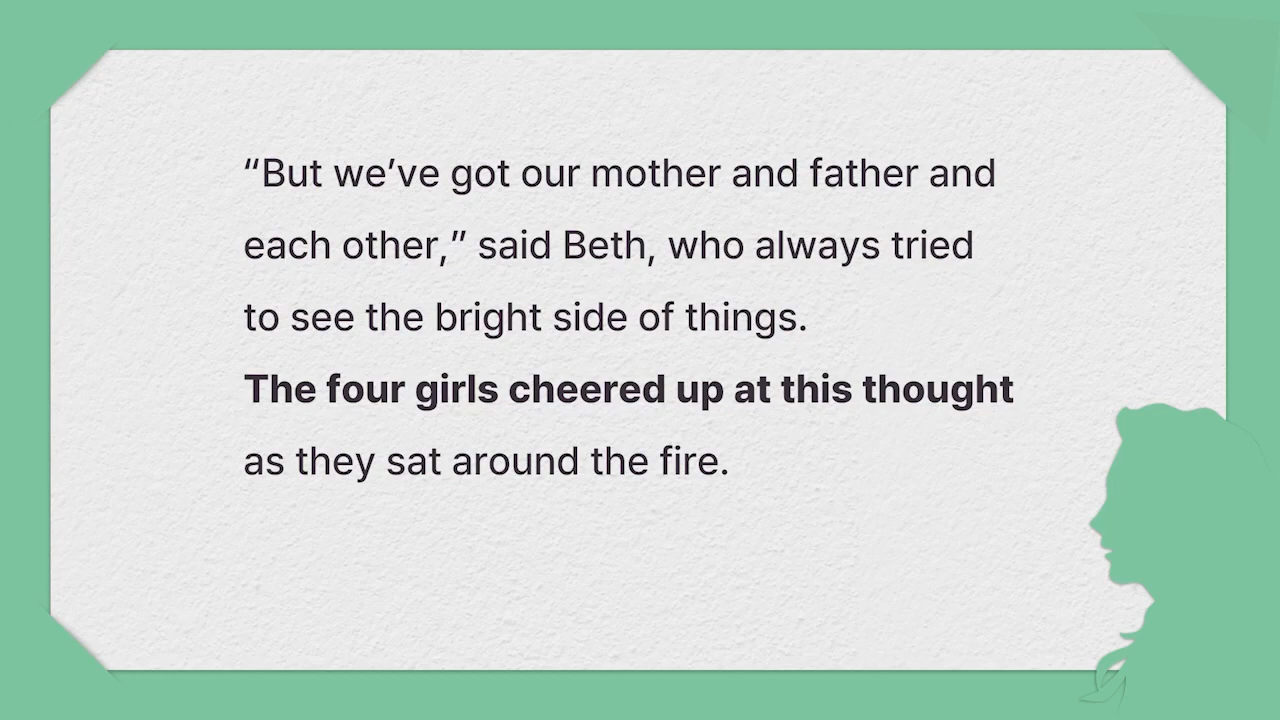 “But we’ve got our mother and father and
each other,” said Beth, who always tried
to see the bright side of things.
The four girls cheered up at this thought
as they sat around the fire.